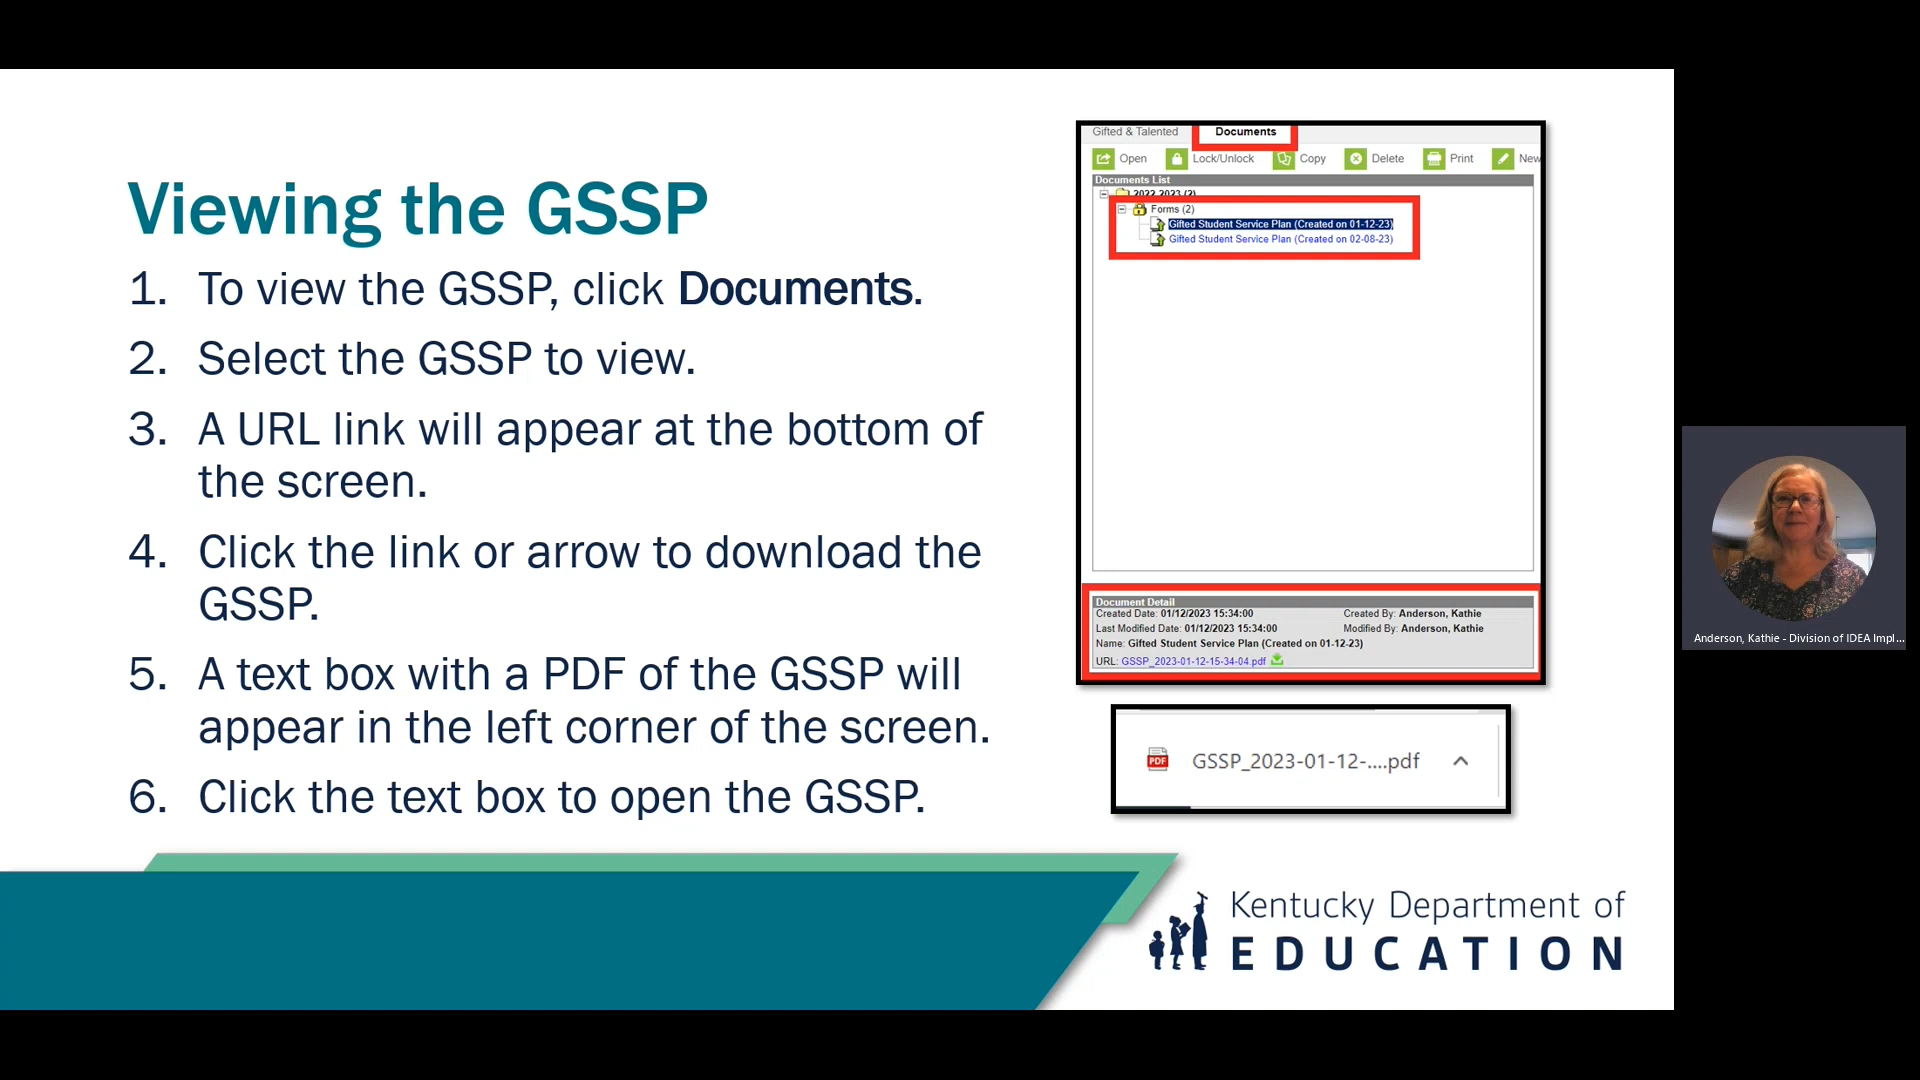 Viewing the GSSP
1. To view the GSSP, click Documents.
2. Select the GSSP to view.
3. A URL link will appear at the bottom of
the screen.
4. Click the link or arrow to download the
GSSP.
5. A text box with a PDF of the GSSP will
appear in the left corner of the screen.
6. Click the text box to open the GSSP.
Gifted & Talented Documents
Open Lock/Unlock Copy Delete Print New
Documents List
2022-2023 (2)
Forms (2)
Gifted Student Service Plan (Created on 01-12-23)
Gifted Student Service Plan (Created on 02-08-23)
Document Detail
Created Date: 01/12/2023 15:34:00 Created By: Anderson, Kathie
Last Modified Date: 01/12/2023 15:34:00 Modified By: Anderson, Kathie
Name: Gifted Student Service Plan (Created on 01-12-23)
URL: GSSP_2023-01-12-15-34-04.pdf
PDF GSSP_2023-01-12-....pdf
Kentucky Department of
EDUCATION
Anderson, Kathie - Division of IDEA Impl...